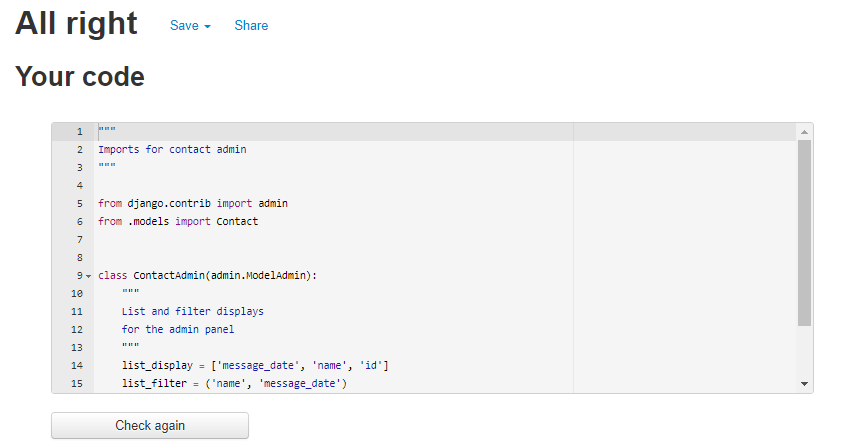 All right Save Share
Your code
1 """
2 Imports for contact admin
3 """
4
5 from django.contrib import admin
6 from .models import Contact
7
8
9 class ContactAdmin(admin.ModelAdmin):
10 """
11 List and filter displays
12 for the admin panel
13 """
14 list_display = ['message_date', 'name', 'id']
15 list_filter = ('name', 'message_date')
Check again